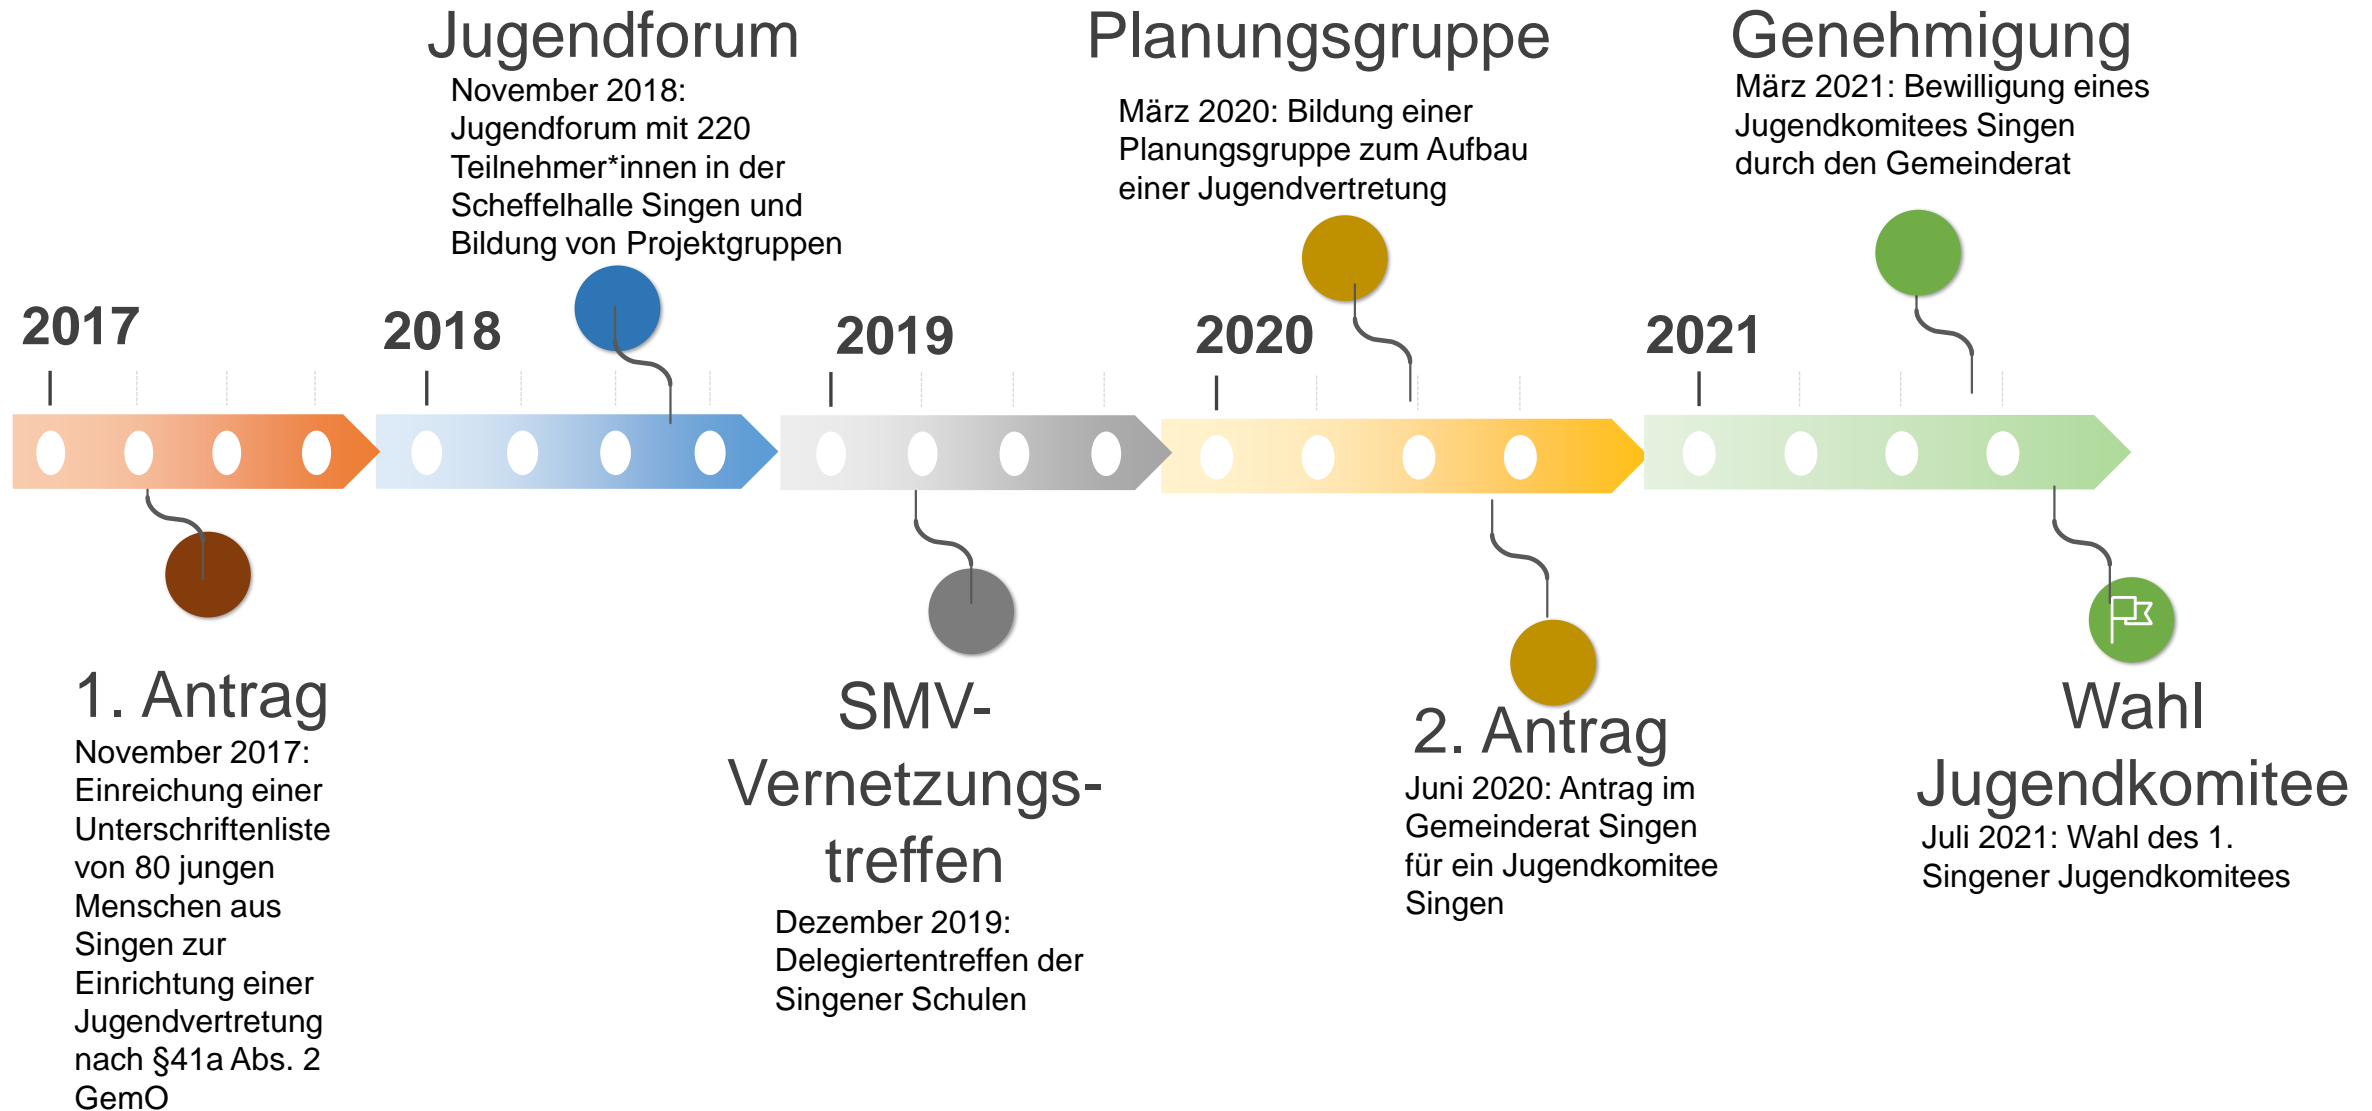 Jugendforum
November 2018:
Jugendforum mit 220
Teilnehmer*innen in der
Scheffelhalle Singen und
Bildung von Projektgruppen
Planungsgruppe
März 2020: Bildung einer
Planungsgruppe zum Aufbau
einer Jugendvertretung
Genehmigung
März 2021: Bewilligung eines
Jugendkomitees Singen
durch den Gemeinderat
2017
2018
2019
2020
2021
1. Antrag
November 2017:
Einreichung einer
Unterschriftenliste
von 80 jungen
Menschen aus
Singen zur
Einrichtung einer
Jugendvertretung
nach §41a Abs. 2
GemO
SMV-
Vernetzungs-
treffen
Dezember 2019:
Delegiertentreffen der
Singener Schulen
2. Antrag
Juni 2020: Antrag im
Gemeinderat Singen
für ein Jugendkomitee
Singen
Wahl
Jugendkomitee
Juli 2021: Wahl des 1.
Singener Jugendkomitees